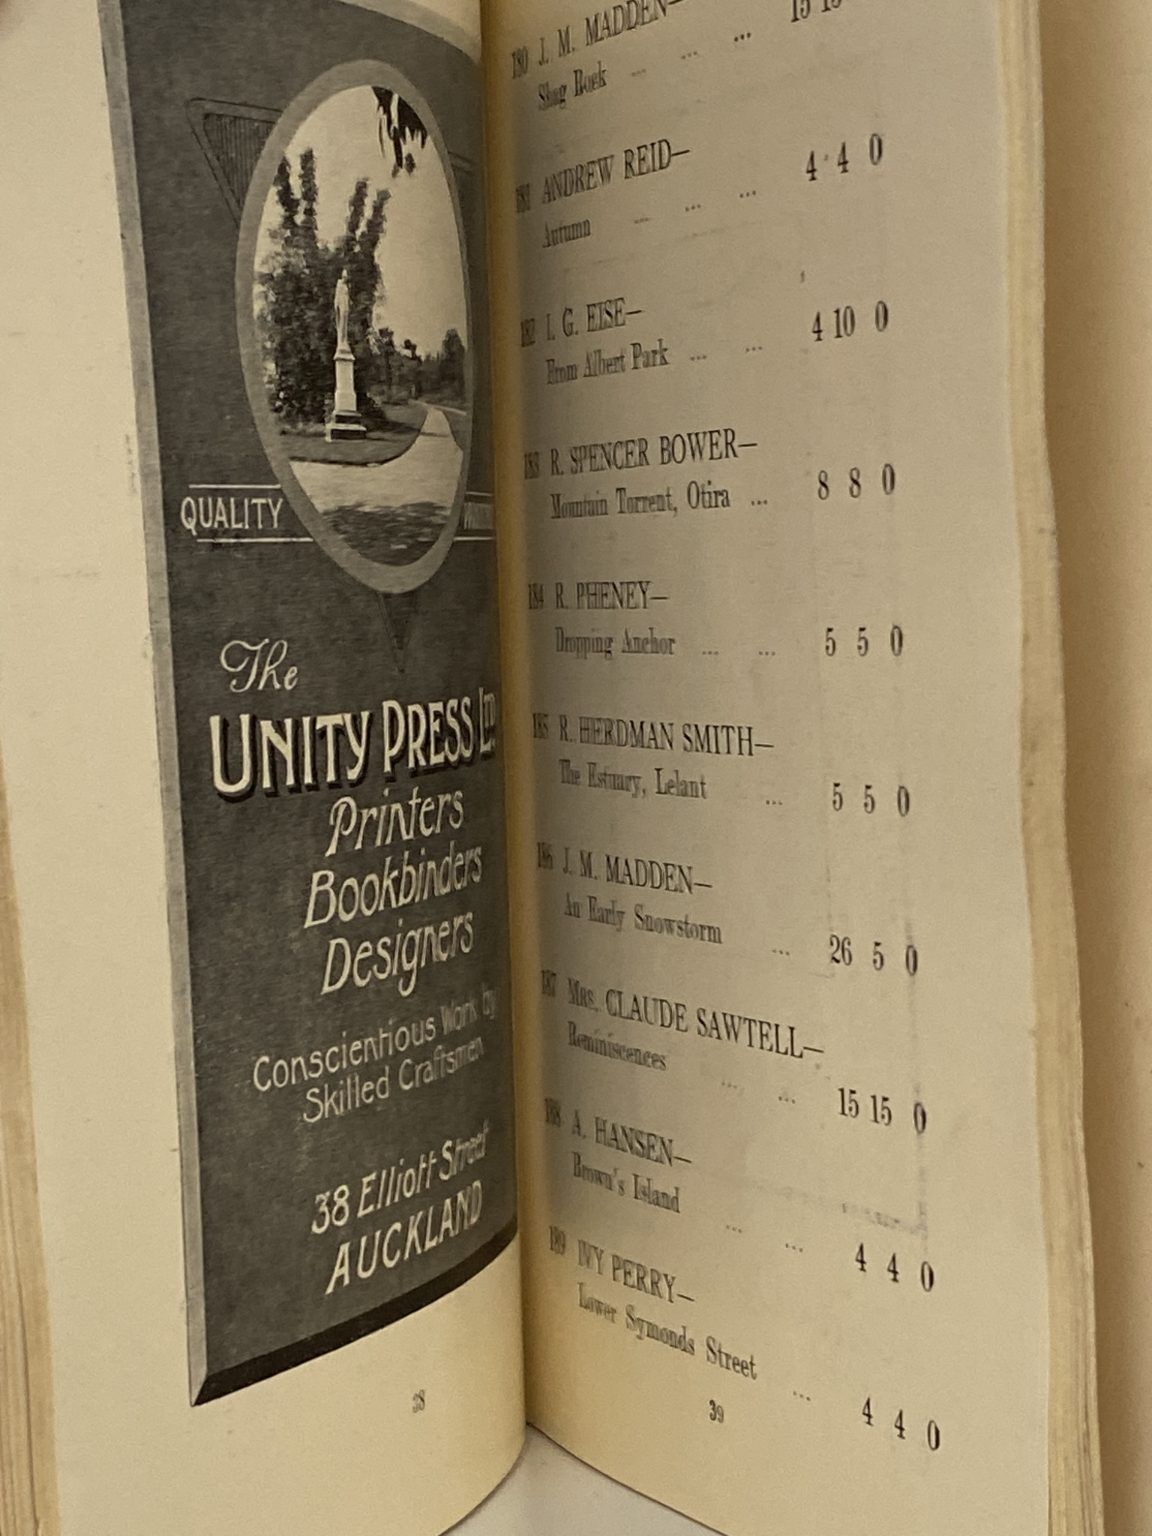 QUALITY
The
UNITY PRESS LTD
Printers
Bookbinders
Designers
Conscientious Work by
Skilled Craftsmen
38 Elliott Street
AUCKLAND
38
180 J. M. MADDEN—
Shag Rock ... ... ... 15 15
181 ANDREW REID—
Autumn ... ... ... 4 4 0
182 I. G. EISE—
From Albert Park ... ... 4 10 0
183 R. SPENCER BOWER—
Mountain Torrent, Otira ... 8 8 0
184 R. PHENEY—
Dropping Anchor ... ... 5 5 0
185 R. HERDMAN SMITH—
The Estuary, Lelant ... 5 5 0
186 J. M. MADDEN—
An Early Snowstorm ... 26 5 0
187 Mrs. CLAUDE SAWTELL—
Reminiscences ... ... 15 15 0
188 A. HANSEN—
Brown's Island ... ... 4 4 0
189 IVY PERRY—
Lower Symonds Street ... 4 4 0
39